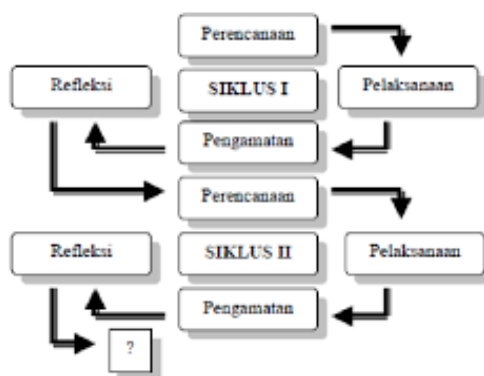 Perencanaan
Refleksi
SIKLUS I
Pelaksanaan
Pengamatan
Perencanaan
Refleksi
SIKLUS II
Pelaksanaan
Pengamatan
?